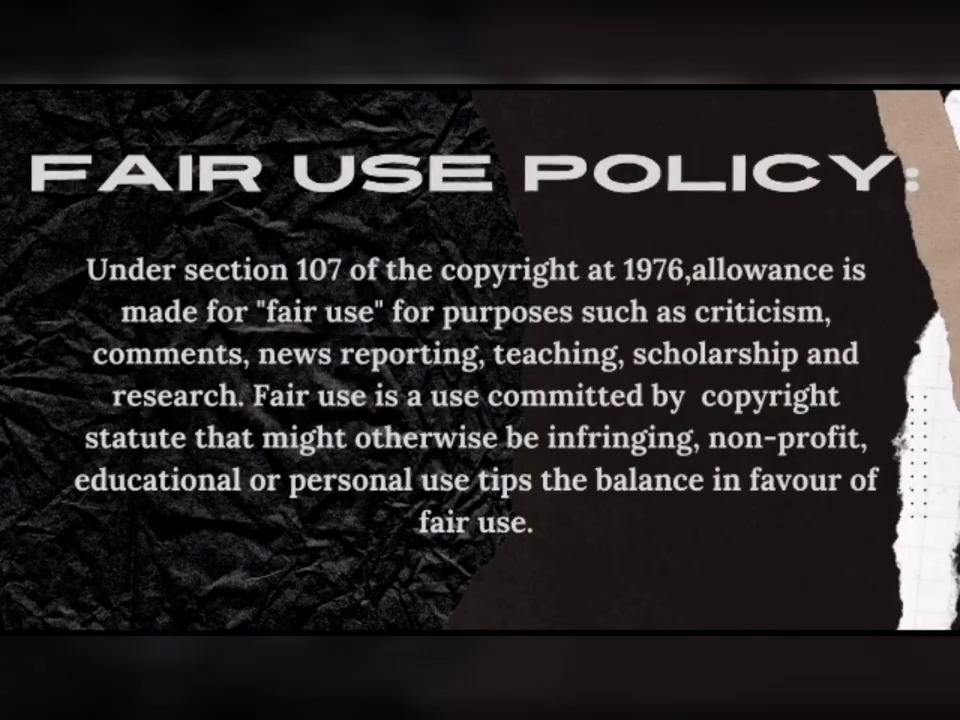 FAIR USE POLICY:
Under section 107 of the copyright at 1976,allowance is
made for "fair use" for purposes such as criticism,
comments, news reporting, teaching, scholarship and
research. Fair use is a use committed by  copyright
statute that might otherwise be infringing, non-profit,
educational or personal use tips the balance in favour of
fair use.